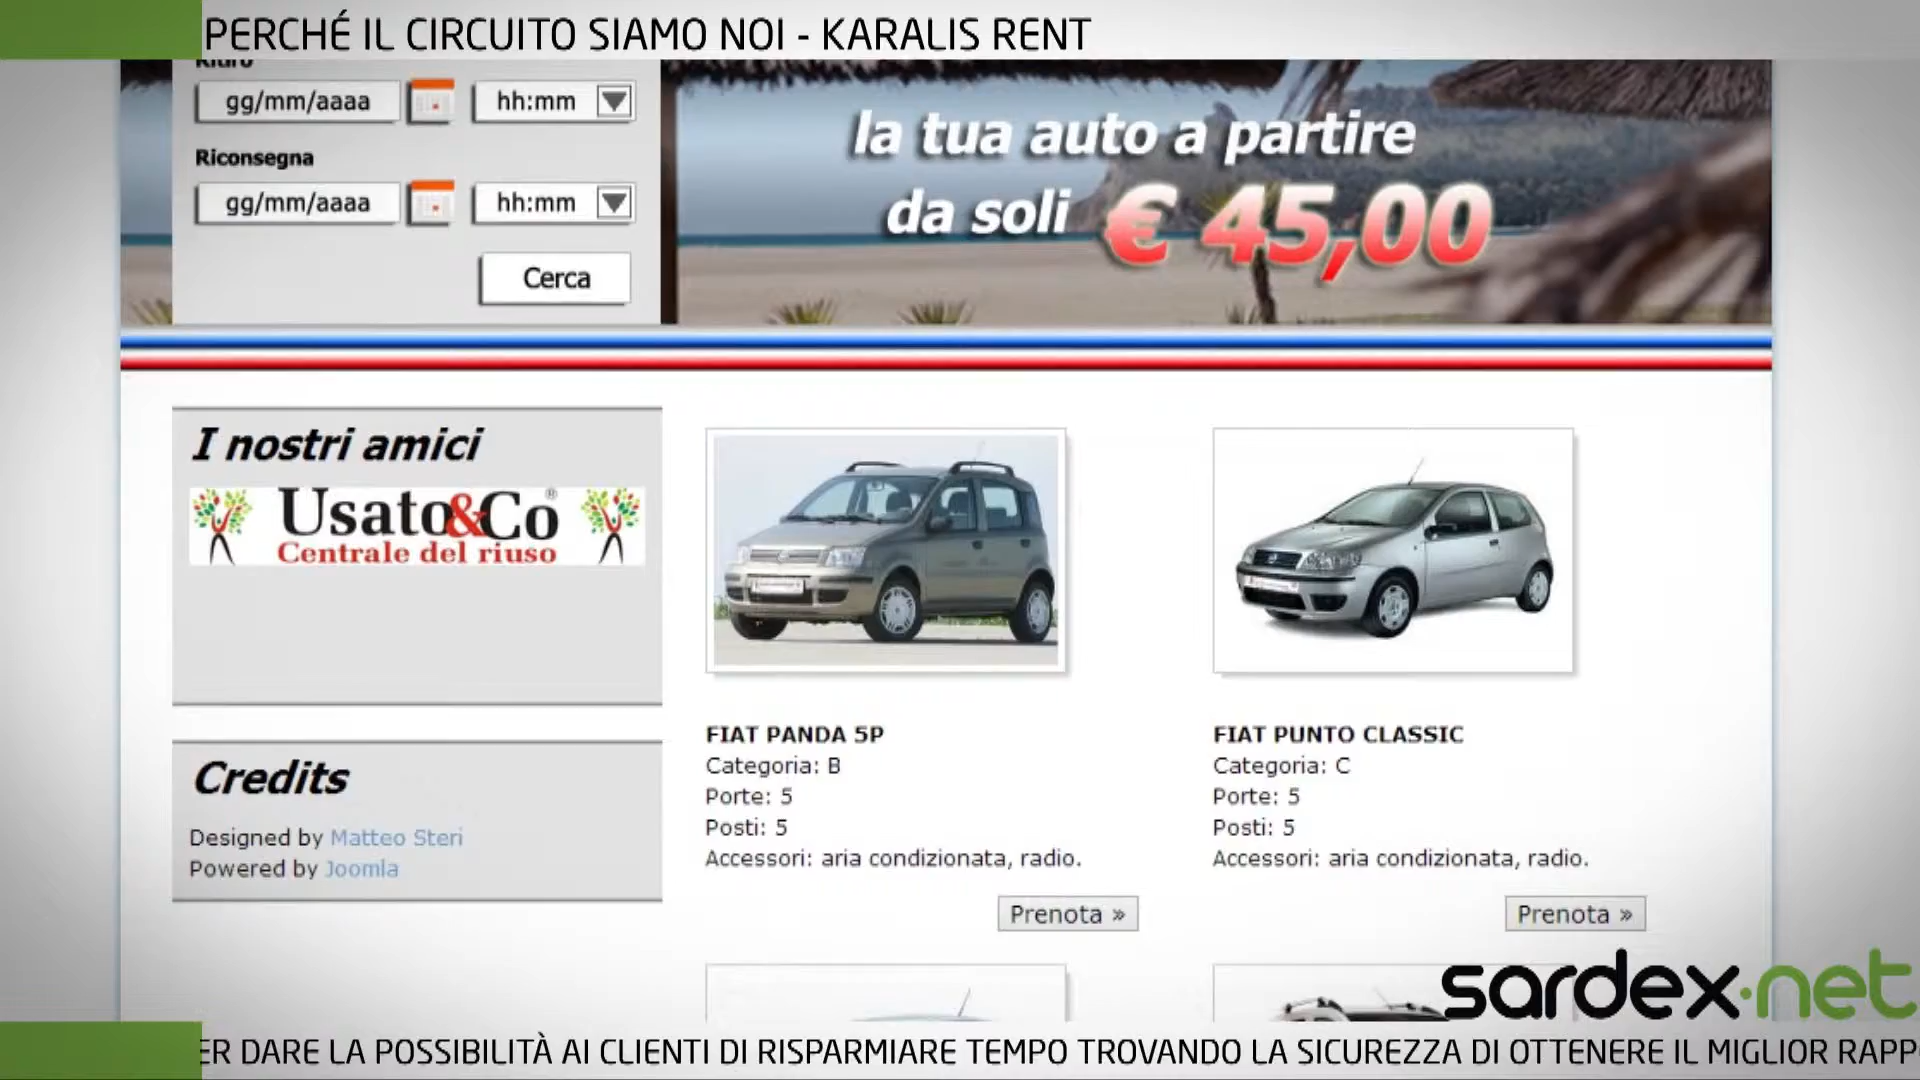 PERCHÉ IL CIRCUITO SIAMO NOI - KARALIS RENT
gg/mm/aaaa
hh:mm
Riconsegna
gg/mm/aaaa
hh:mm
Cerca
la tua auto a partire
da soli € 45,00
I nostri amici
Usato&Co®
Centrale del riuso
Credits
Designed by Matteo Steri
Powered by Joomla
FIAT PANDA 5P
Categoria: B
Porte: 5
Posti: 5
Accessori: aria condizionata, radio.
Prenota »
FIAT PUNTO CLASSIC
Categoria: C
Porte: 5
Posti: 5
Accessori: aria condizionata, radio.
Prenota »
sardex.net
ER DARE LA POSSIBILITÀ AI CLIENTI DI RISPARMIARE TEMPO TROVANDO LA SICUREZZA DI OTTENERE IL MIGLIOR RAPP